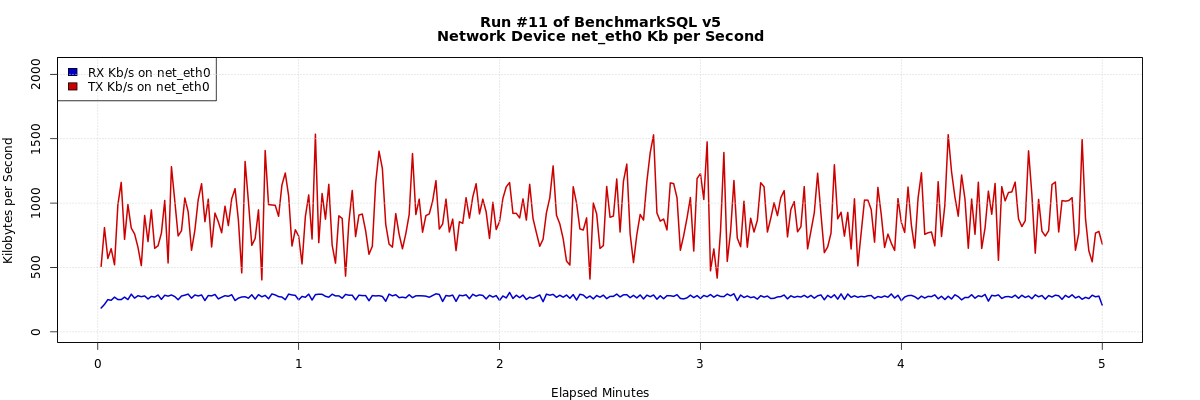 Run #11 of BenchmarkSQL v5
Network Device net_eth0 Kb per Second
RX Kb/s on net_eth0
TX Kb/s on net_eth0
Kilobytes per Second
2000
1500
1000
500
0
0 1 2 3 4 5
Elapsed Minutes